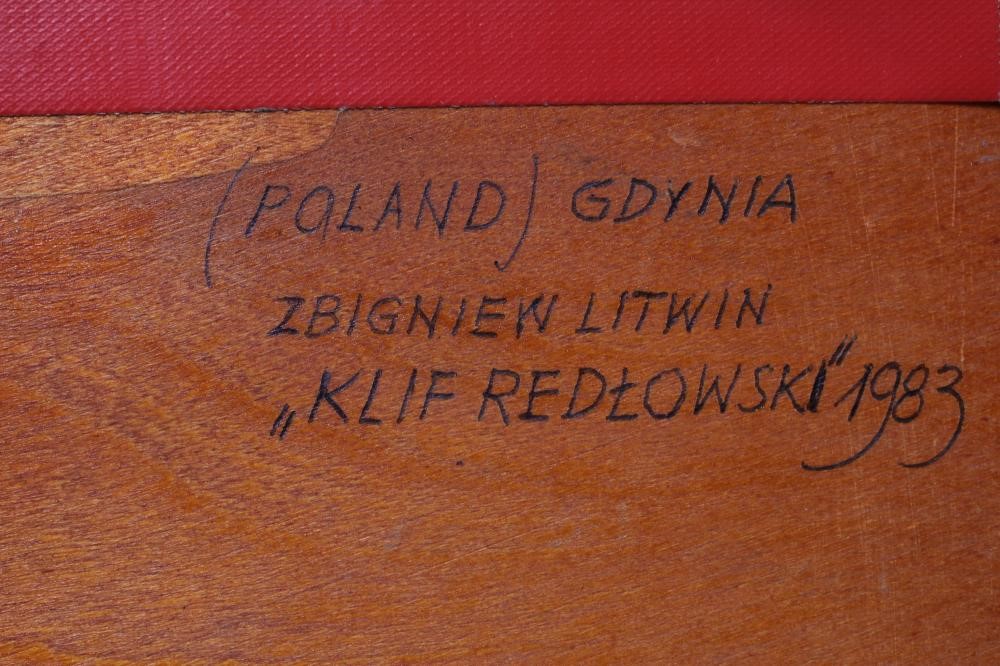 (POLAND) GDYNIA
ZBIGNIEW LITWIN
„KLIF REDŁOWSKI" 1983